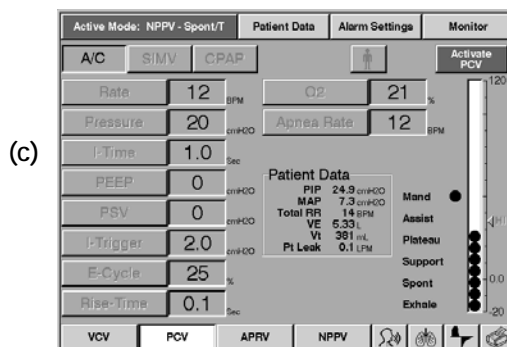 Active Mode: NPPV - Spont/T Patient Data Alarm Settings Monitor
A/C SIMV CPAP Activate PCV
(c)
Rate 12 BPM O2 21 %
Pressure 20 cmH2O Apnea Rate 12 BPM
I-Time 1.0 Sec
PEEP 0 cmH2O
PSV 0 cmH2O
I-Trigger 2.0 cmH2O
E-Cycle 25 %
Rise-Time 0.1 Sec
Patient Data
PIP 24.9 cmH2O
MAP 7.3 cmH2O
Total RR 14 BPM
VE 5.33 L
Vt 381 mL
Pt Leak 0.1 LPM
120
Mand
Assist
HI
Plateau
Support
Spont 0.0
Exhale -20
VCV PCV APRV NPPV